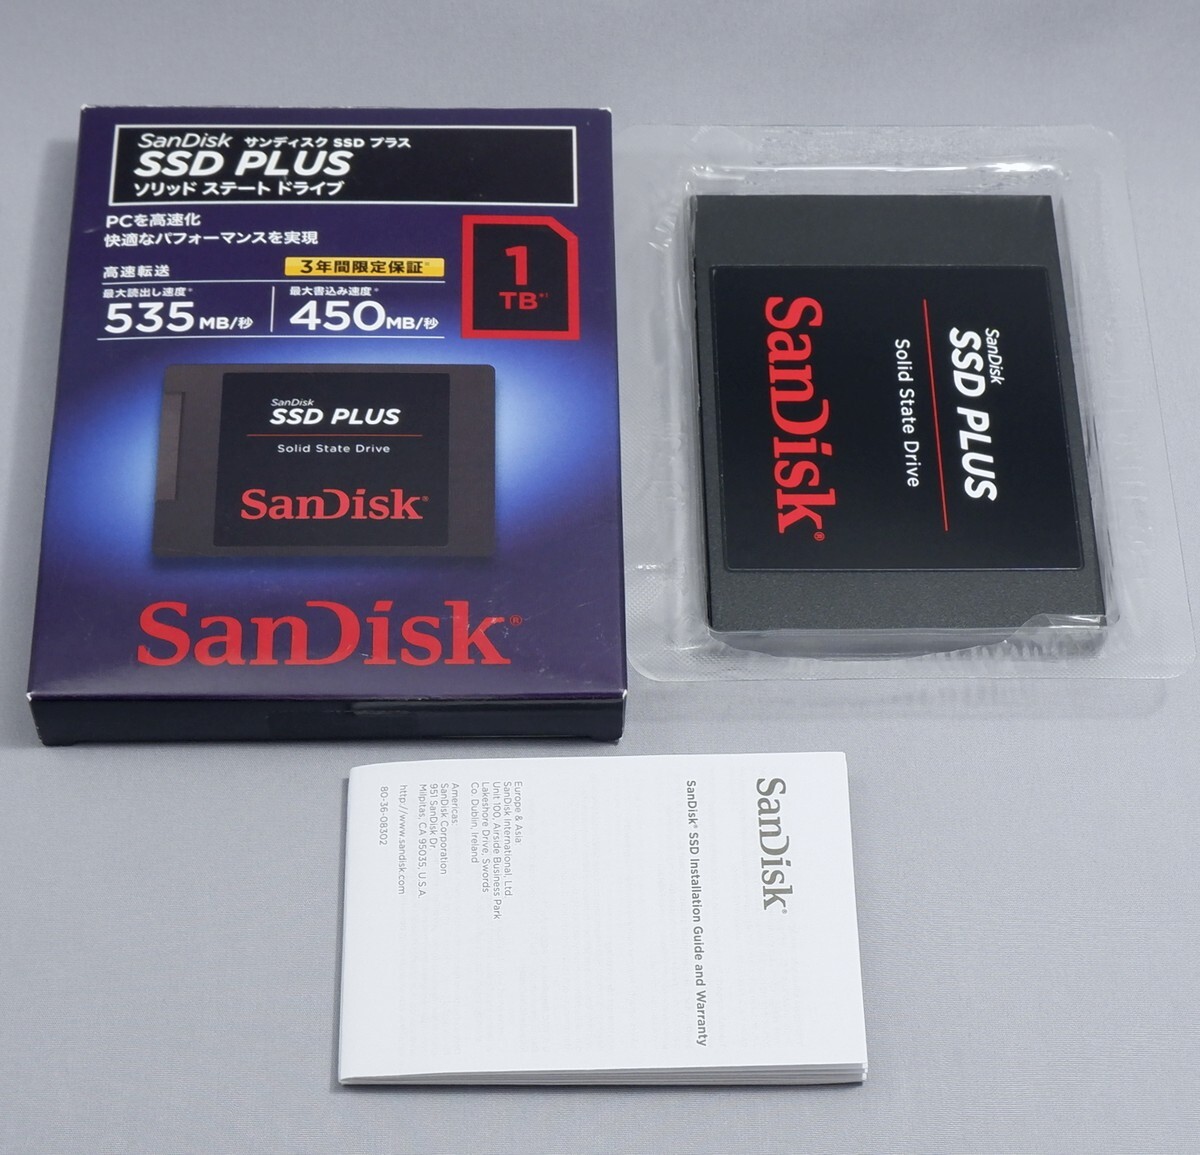 SanDisk サンディスク SSD プラス
SSD PLUS
ソリッド ステート ドライブ
PCを高速化
快適なパフォーマンスを実現
高速転送
3年間限定保証*
最大読出し速度*
535MB/秒
最大書込み速度*
450MB/秒
1
TB*¹
SanDisk
SSD PLUS
Solid State Drive
SanDisk®
SanDisk®
SanDisk
SSD PLUS
Solid State Drive
SanDisk®
SanDisk®
SanDisk® SSD Installation Guide and Warranty
Europe & Asia:
SanDisk International, Ltd.
Unit 100, Airside Business Park
Lakeshore Drive, Swords
Co. Dublin, Ireland
Americas:
SanDisk Corporation
951 SanDisk Dr.
Milpitas, CA 95035, U.S.A.
http://www.sandisk.com
80-36-08302